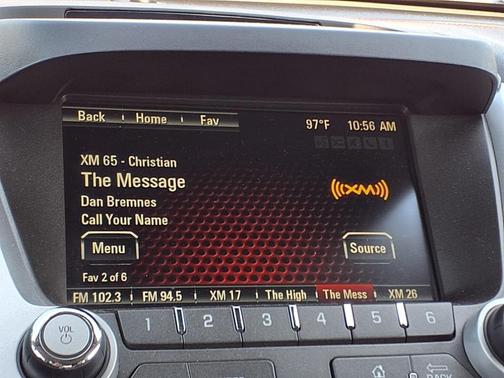 Back Home Fav
97°F 10:56 AM
XM 65 - Christian
The Message
Dan Bremnes
Call Your Name
XM
Menu Source
Fav 2 of 6
FM 102.3 FM 94.5 XM 17 The High The Mess XM 26
VOL
1 2 3 4 5 6
BACK